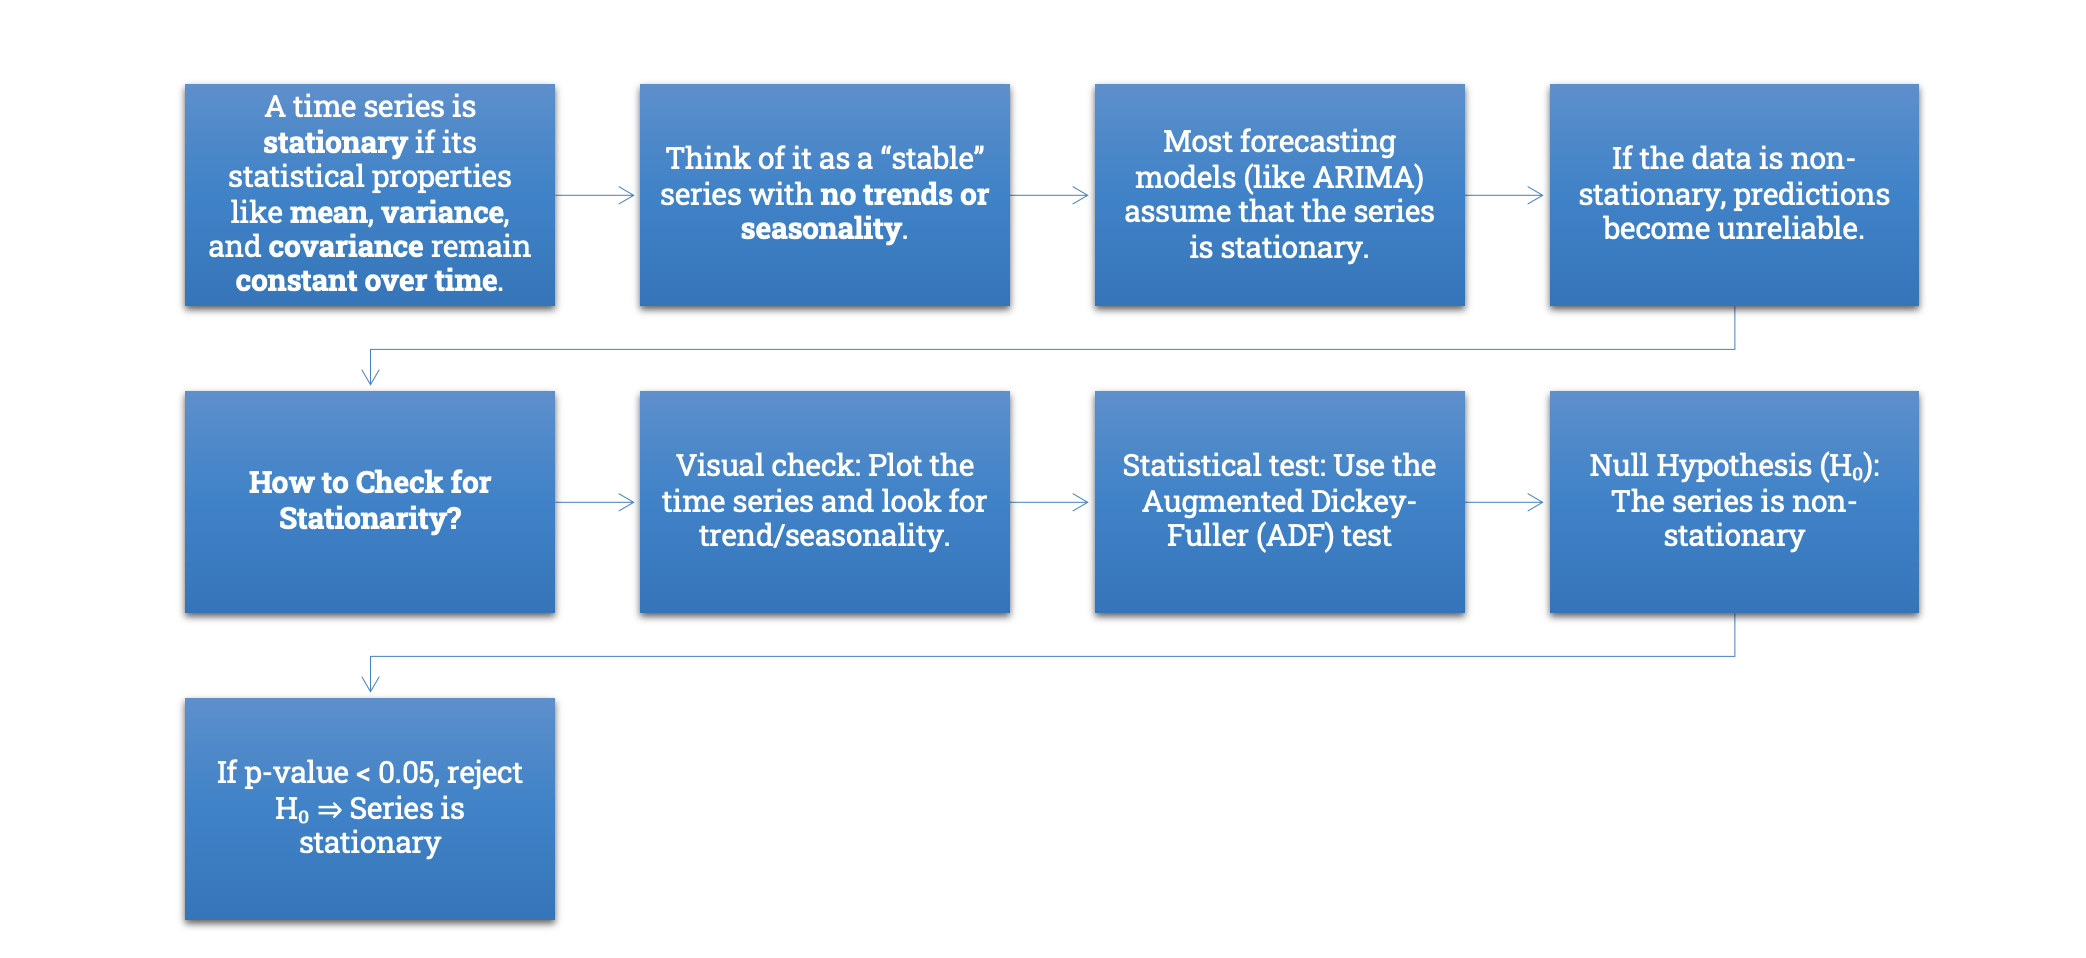 A time series is
stationary if its
statistical properties
like mean, variance,
and covariance remain
constant over time.
Think of it as a “stable”
series with no trends or
seasonality.
Most forecasting
models (like ARIMA)
assume that the series
is stationary.
If the data is non-
stationary, predictions
become unreliable.
How to Check for
Stationarity?
Visual check: Plot the
time series and look for
trend/seasonality.
Statistical test: Use the
Augmented Dickey-
Fuller (ADF) test
Null Hypothesis (H₀):
The series is non-
stationary
If p-value < 0.05, reject
H₀ ⇒ Series is
stationary